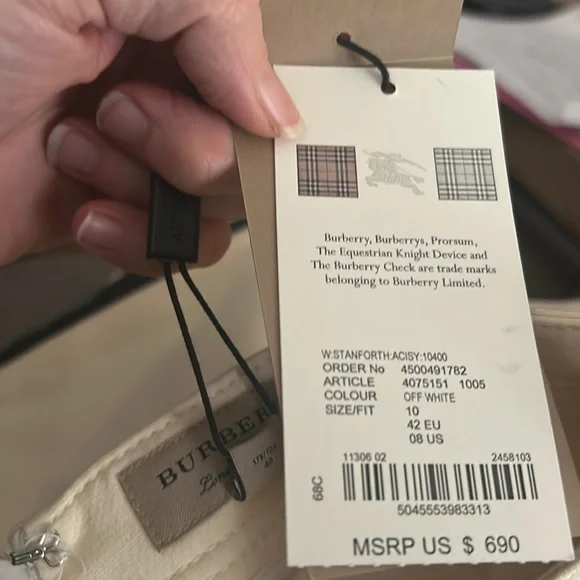 Burberry, Burberrys, Prorsum,
The Equestrian Knight Device and
The Burberry Check are trade marks
belonging to Burberry Limited.
W:STANFORTH:ACISY:10400
ORDER No 4500491782
ARTICLE 4075151 1005
COLOUR OFF WHITE
SIZE/FIT 10
42 EU
08 US
11306 02 2458103
68C
5045553983313
MSRP US $ 690
BURBER